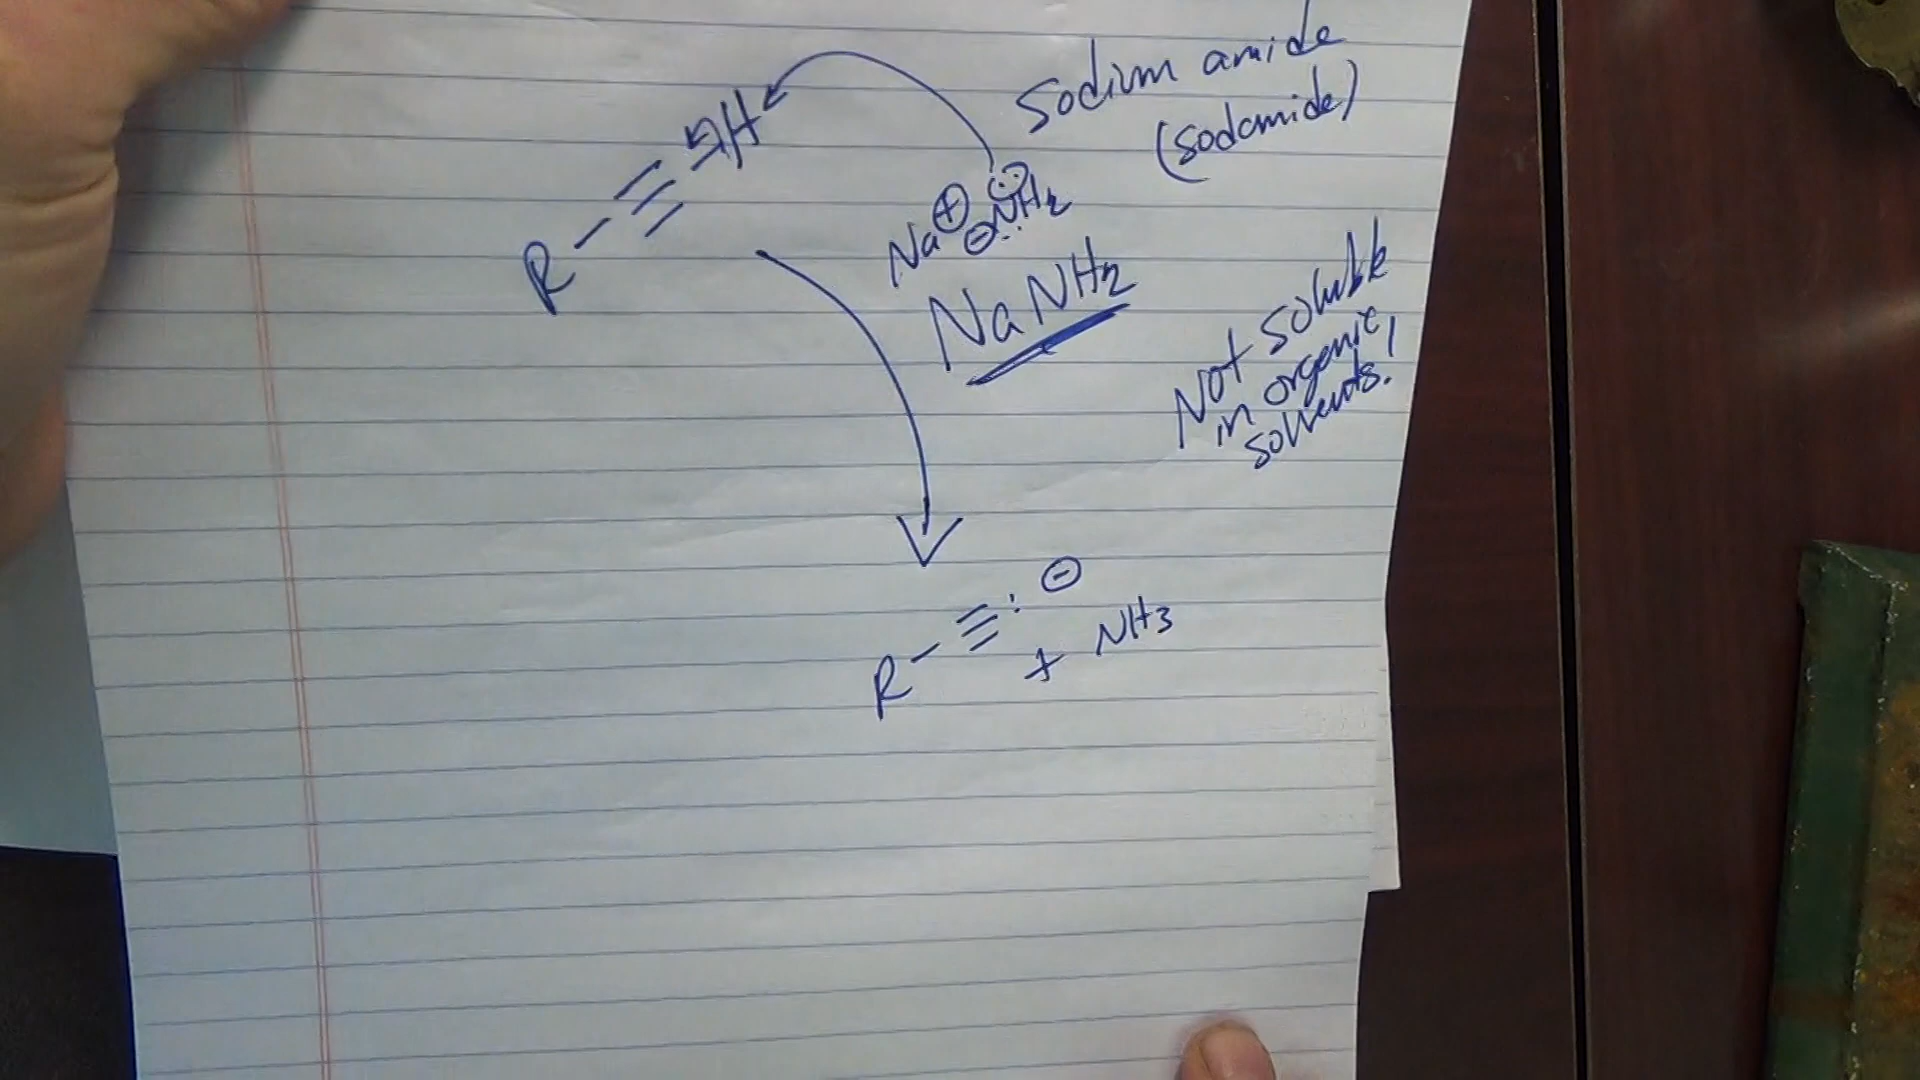 Sodium amide
(sodamide)
R-≡-H
Na⊕ ⊖:NH2
NaNH2
Not soluble
in organic
solvents!
R-≡: ⊖
+ NH3